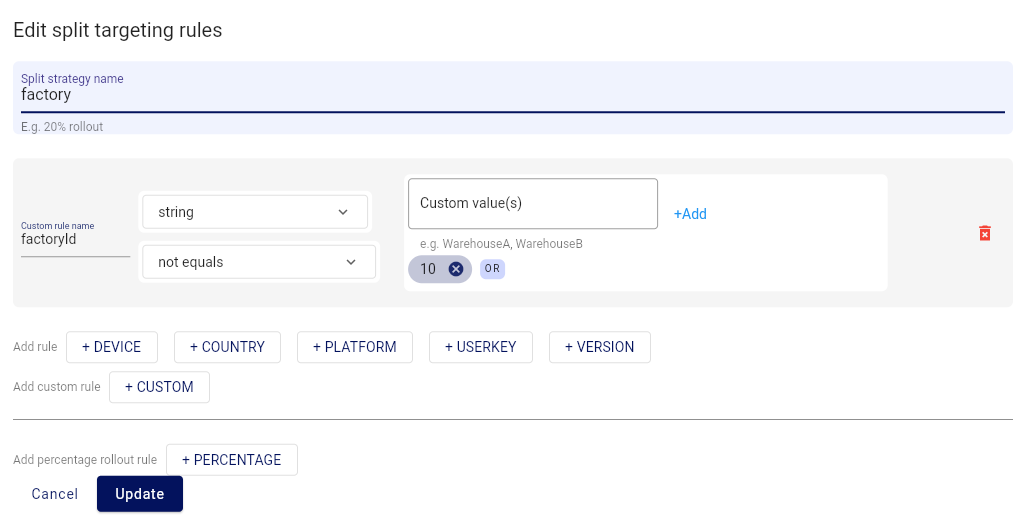 Edit split targeting rules
Split strategy name
factory
E.g. 20% rollout
Custom rule name
factoryId
string
not equals
Custom value(s)
+Add
e.g. WarehouseA, WarehouseB
10
OR
Add rule + DEVICE + COUNTRY + PLATFORM + USERKEY + VERSION
Add custom rule + CUSTOM
Add percentage rollout rule + PERCENTAGE
Cancel Update